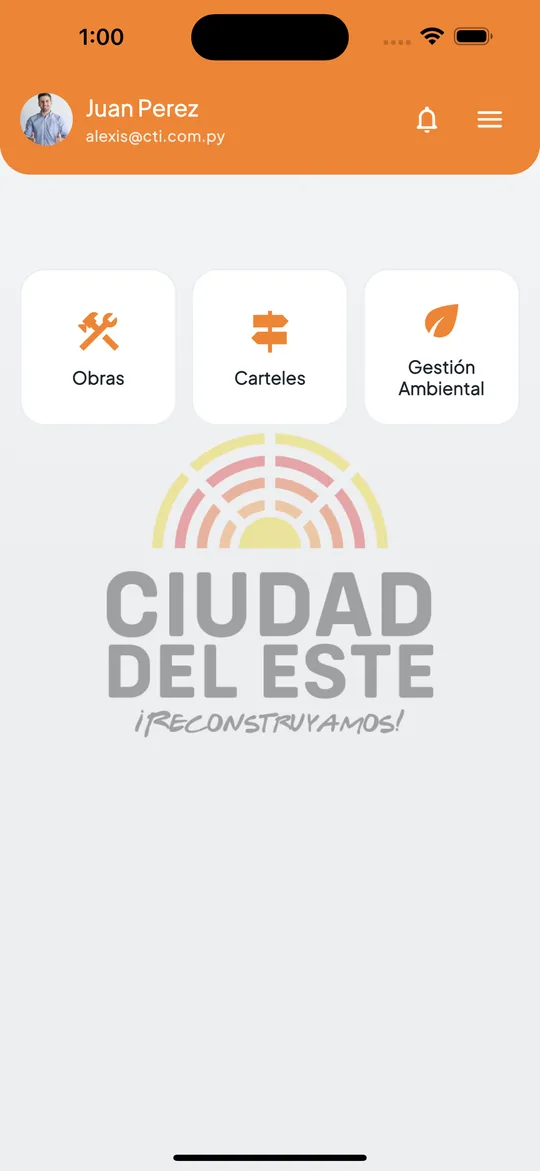 1:00
Juan Perez
alexis@cti.com.py
Obras
Carteles
Gestión
Ambiental
CIUDAD
DEL ESTE
¡RECONSTRUYAMOS!